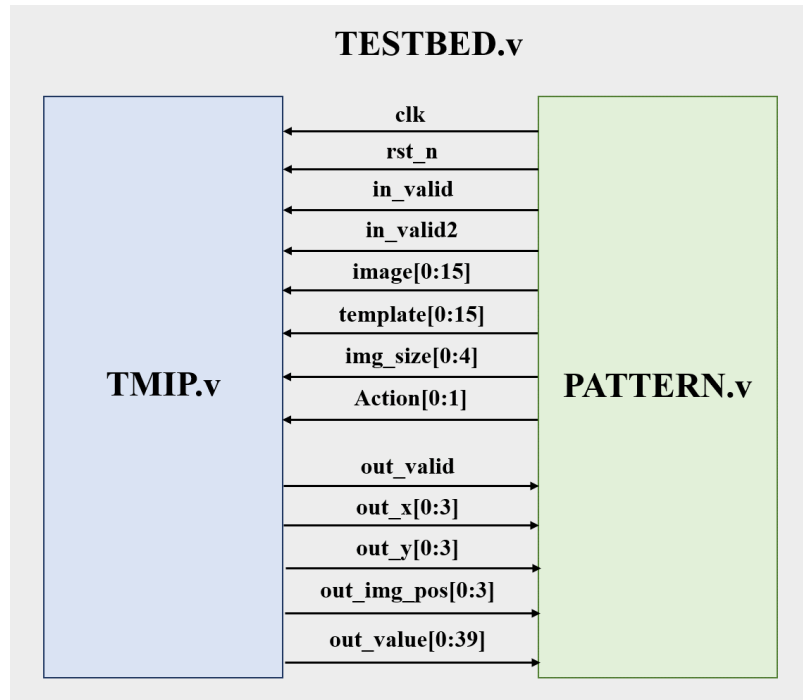 TESTBED.v
clk
rst_n
in_valid
in_valid2
image[0:15]
template[0:15]
img_size[0:4]
Action[0:1]
TMIP.v
PATTERN.v
out_valid
out_x[0:3]
out_y[0:3]
out_img_pos[0:3]
out_value[0:39]